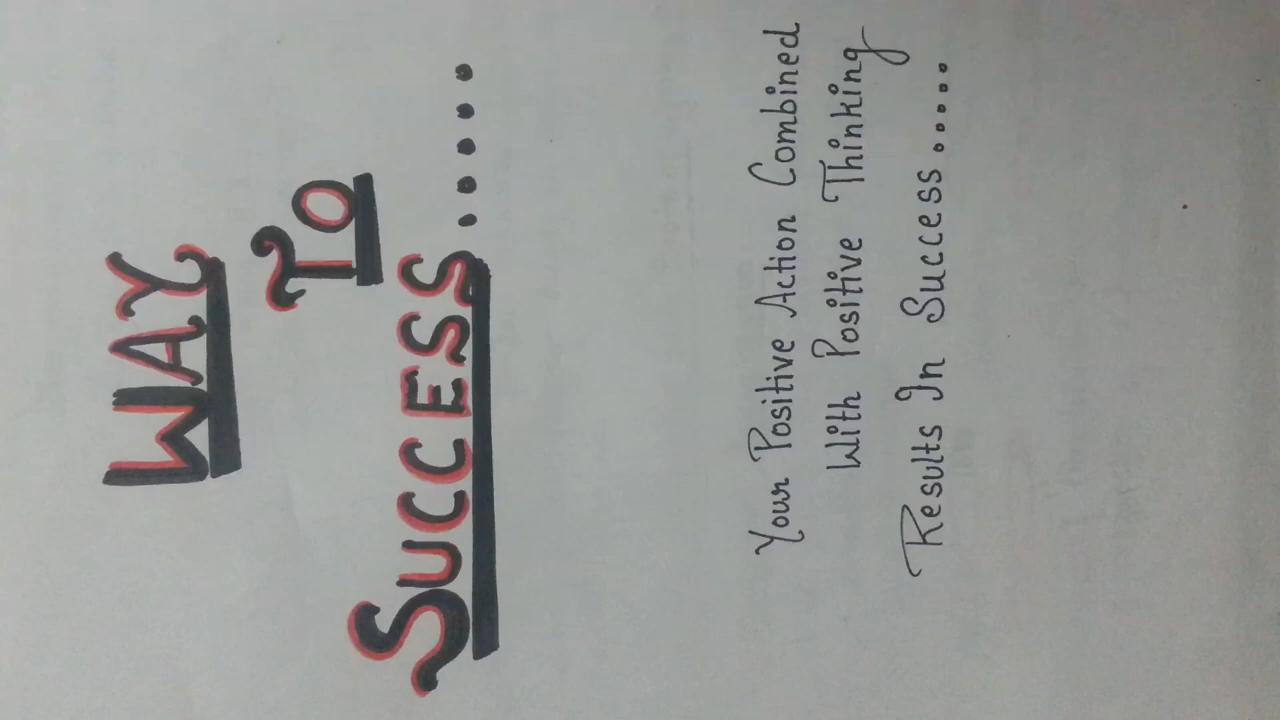 WAY
To
SUCCESS.....
Your Positive Action Combined
With Positive Thinking
Results In Success.....